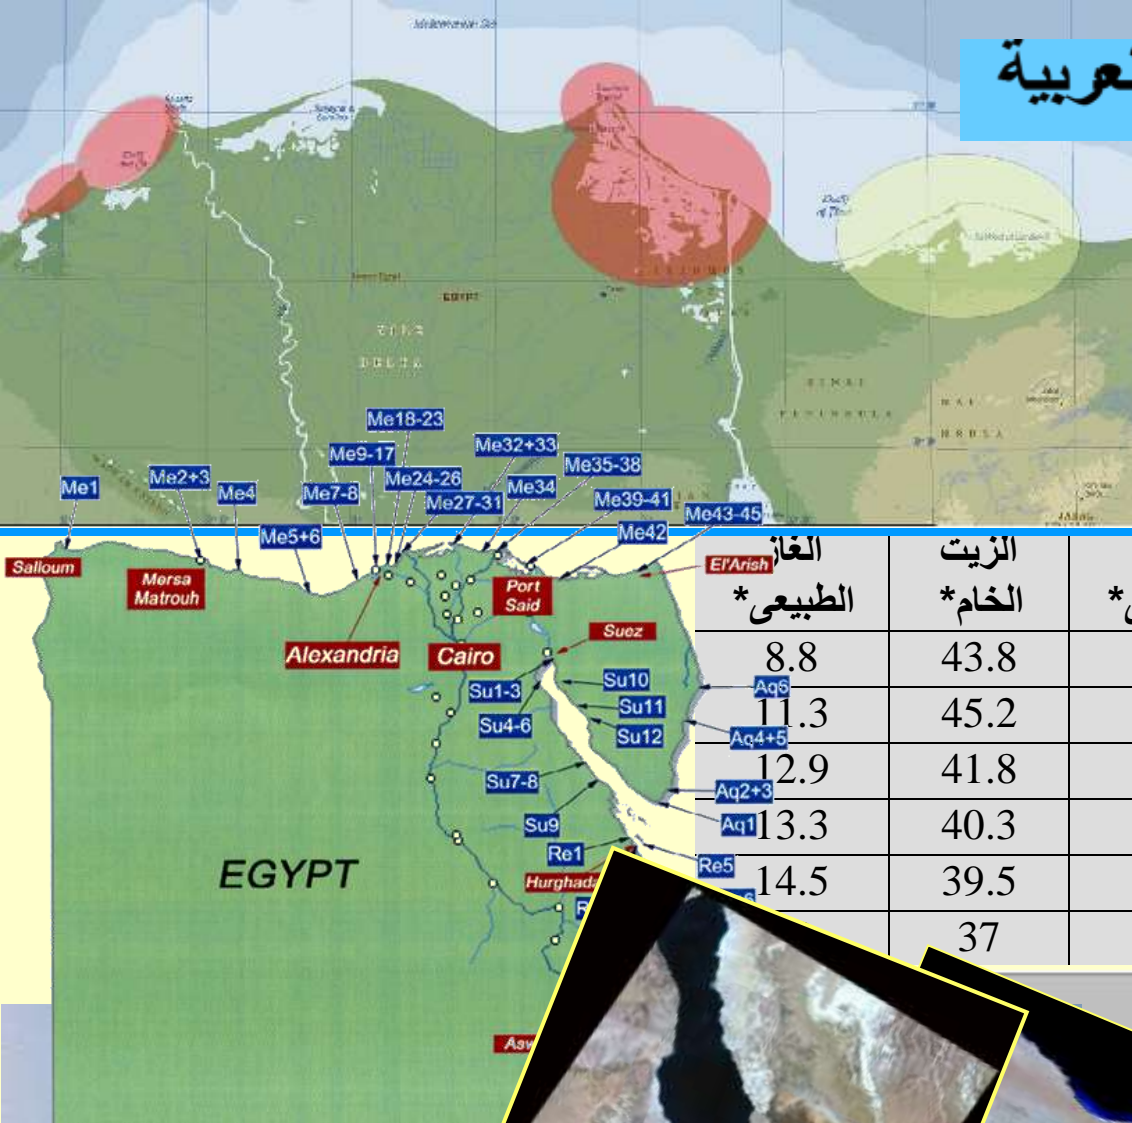 Mediterranean Sea
لعربية
EGYPT
NILE
DELTA
SINAI
PENINSULA
Me18-23
Me9-17
Me32+33
Me24-26
Me35-38
Me1
Me2+3
Me4
Me7-8
Me27-31
Me34
Me39-41
Me43-45
Me5+6
Me42
Salloum
Mersa
Matrouh
Port
Said
El'Arish
Alexandria
Cairo
Suez
Su1-3
Su10
Su4-6
Su11
Su12
Aq6
Aq4+5
Su7-8
Aq2+3
Su9
Aq1
Re1
Re5
Hurghada
EGYPT
الغاز
الطبيعى*
الزيت
الخام*
8.8
43.8
11.3
45.2
12.9
41.8
13.3
40.3
14.5
39.5
37